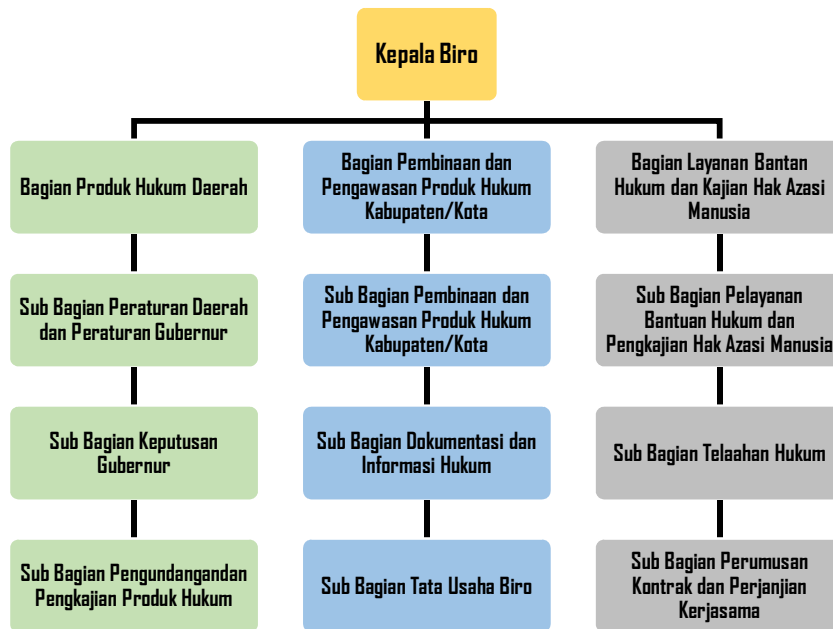 Kepala Biro
Bagian Produk Hukum Daerah
Bagian Pembinaan dan
Pengawasan Produk Hukum
Kabupaten/Kota
Bagian Layanan Bantan
Hukum dan Kajian Hak Azasi
Manusia
Sub Bagian Peraturan Daerah
dan Peraturan Gubernur
Sub Bagian Pembinaan dan
Pengawasan Produk Hukum
Kabupaten/Kota
Sub Bagian Pelayanan
Bantuan Hukum dan
Pengkajian Hak Azasi Manusia
Sub Bagian Keputusan
Gubernur
Sub Bagian Dokumentasi dan
Informasi Hukum
Sub Bagian Telaahan Hukum
Sub Bagian Pengundangandan
Pengkajian Produk Hukum
Sub Bagian Tata Usaha Biro
Sub Bagian Perumusan
Kontrak dan Perjanjian
Kerjasama